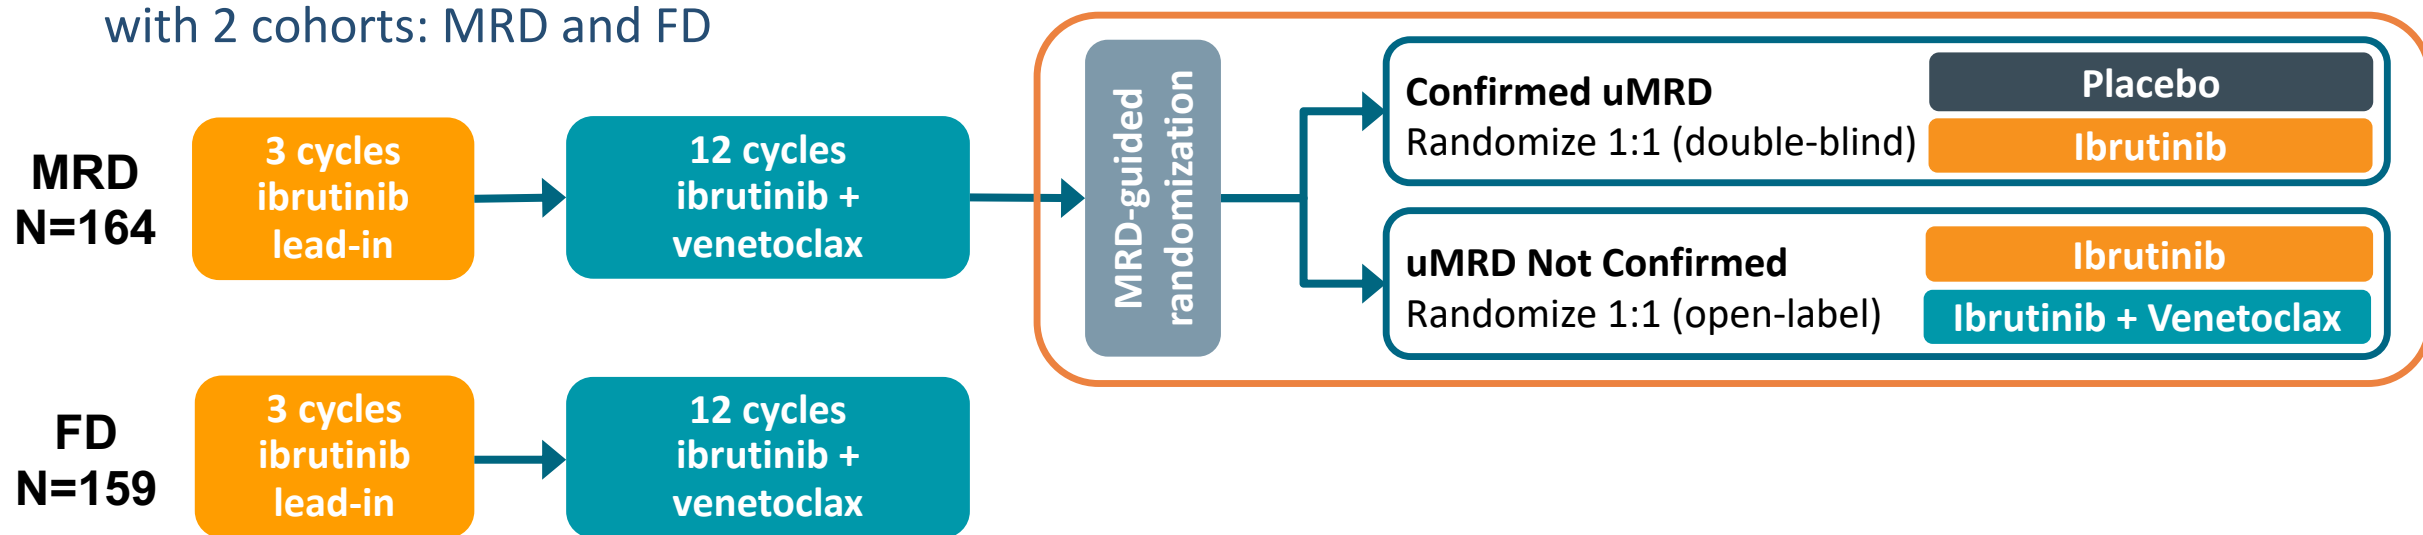 with 2 cohorts: MRD and FD
MRD
N=164
3 cycles
ibrutinib
lead-in
12 cycles
ibrutinib +
venetoclax
MRD-guided
randomization
Confirmed uMRD
Randomize 1:1 (double-blind)
Placebo
Ibrutinib
uMRD Not Confirmed
Randomize 1:1 (open-label)
Ibrutinib
Ibrutinib + Venetoclax
FD
N=159
3 cycles
ibrutinib
lead-in
12 cycles
ibrutinib +
venetoclax